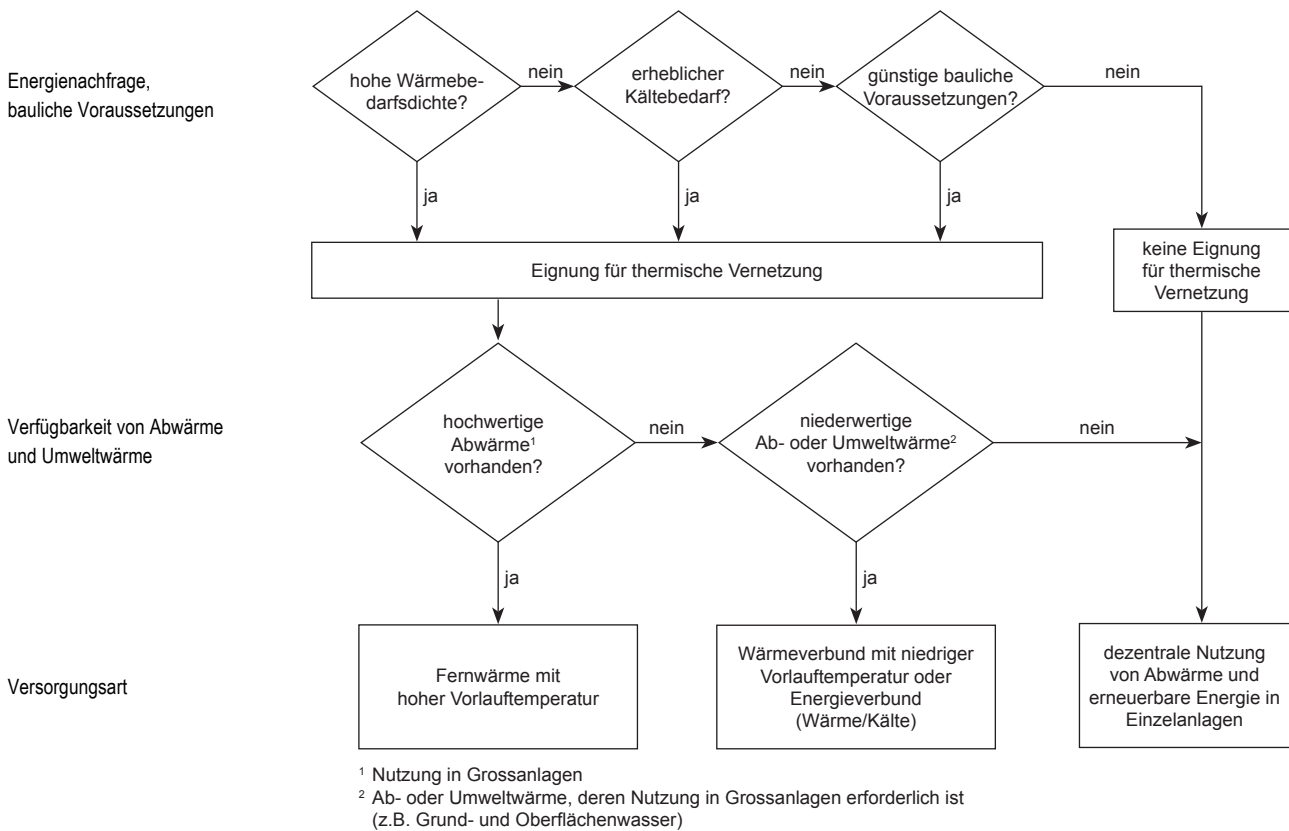 Energienachfrage,
bauliche Voraussetzungen
hohe Wärmebe-
darfsdichte?
nein
erheblicher
Kältebedarf?
nein
günstige bauliche
Voraussetzungen?
nein
ja
ja
ja
Eignung für thermische Vernetzung
keine Eignung
für thermische
Vernetzung
Verfügbarkeit von Abwärme
und Umweltwärme
hochwertige
Abwärme¹
vorhanden?
nein
niederwertige
Ab- oder Umweltwärme²
vorhanden?
nein
ja
ja
Versorgungsart
Fernwärme mit
hoher Vorlauftemperatur
Wärmeverbund mit niedriger
Vorlauftemperatur oder
Energieverbund
(Wärme/Kälte)
dezentrale Nutzung
von Abwärme und
erneuerbare Energie in
Einzelanlagen
¹ Nutzung in Grossanlagen
² Ab- oder Umweltwärme, deren Nutzung in Grossanlagen erforderlich ist
(z.B. Grund- und Oberflächenwasser)